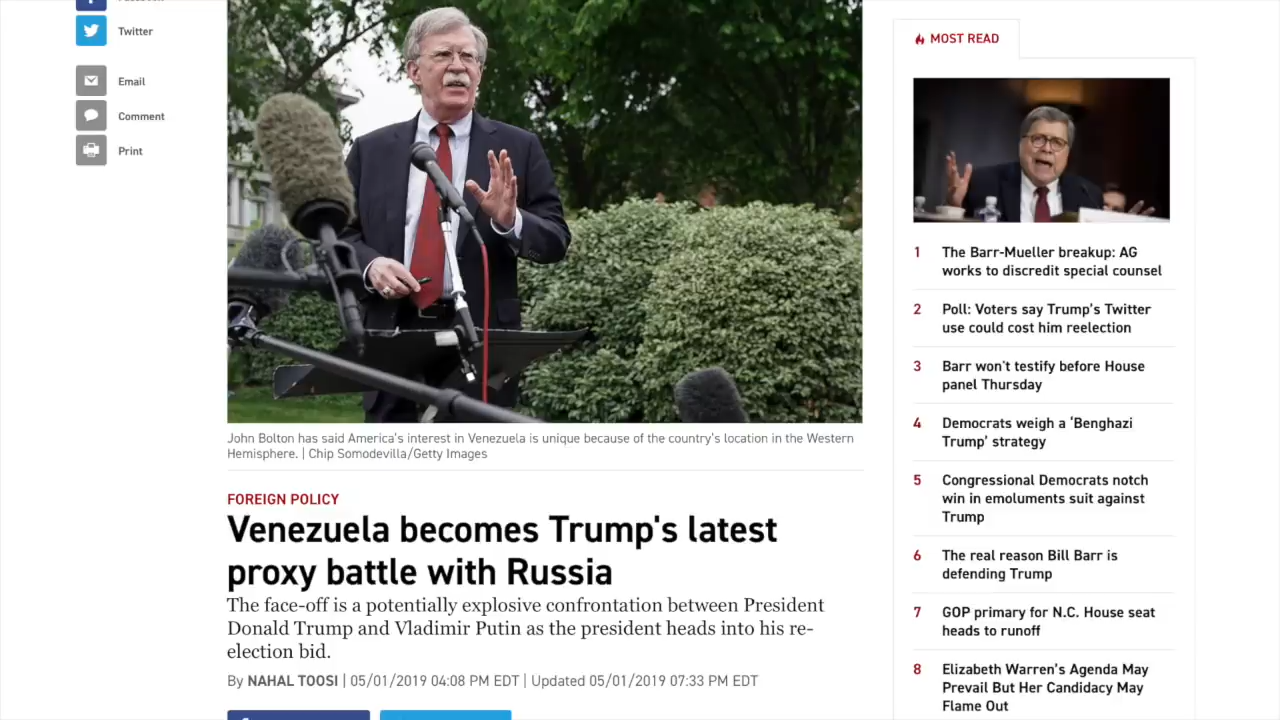 Facebook
Twitter
Email
Comment
Print
John Bolton has said America's interest in Venezuela is unique because of the country's location in the Western
Hemisphere. | Chip Somodevilla/Getty Images
FOREIGN POLICY
Venezuela becomes Trump's latest
proxy battle with Russia
The face-off is a potentially explosive confrontation between President
Donald Trump and Vladimir Putin as the president heads into his re-
election bid.
By NAHAL TOOSI | 05/01/2019 04:08 PM EDT | Updated 05/01/2019 07:33 PM EDT
MOST READ
1 The Barr-Mueller breakup: AG
works to discredit special counsel
2 Poll: Voters say Trump’s Twitter
use could cost him reelection
3 Barr won't testify before House
panel Thursday
4 Democrats weigh a ‘Benghazi
Trump’ strategy
5 Congressional Democrats notch
win in emoluments suit against
Trump
6 The real reason Bill Barr is
defending Trump
7 GOP primary for N.C. House seat
heads to runoff
8 Elizabeth Warren’s Agenda May
Prevail But Her Candidacy May
Flame Out